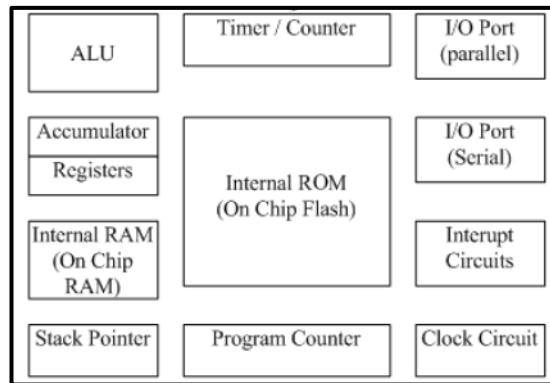 ALU
Timer / Counter
I/O Port
(parallel)
Accumulator
Registers
Internal ROM
(On Chip Flash)
I/O Port
(Serial)
Internal RAM
(On Chip
RAM)
Interupt
Circuits
Stack Pointer
Program Counter
Clock Circuit